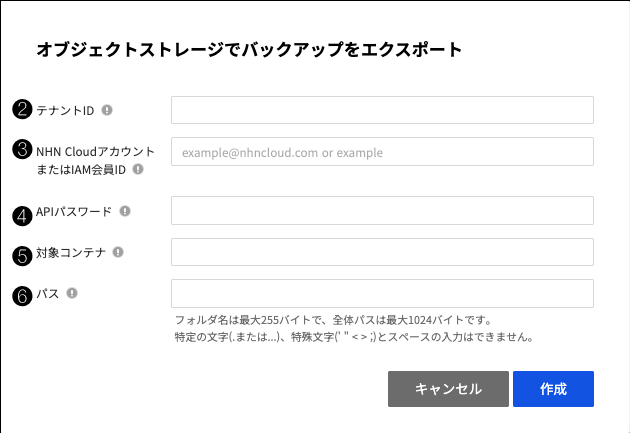 オブジェクトストレージでバックアップをエクスポート
❷ テナントID
❸ NHN Cloudアカウント
またはIAM会員ID
example@nhncloud.com or example
❹ APIパスワード
❺ 対象コンテナ
❻ パス
フォルダ名は最大255バイトで、全体パスは最大1024バイトです。
特定の文字(.または...)、特殊文字(' " < > ;)とスペースの入力はできません。
キャンセル 作成